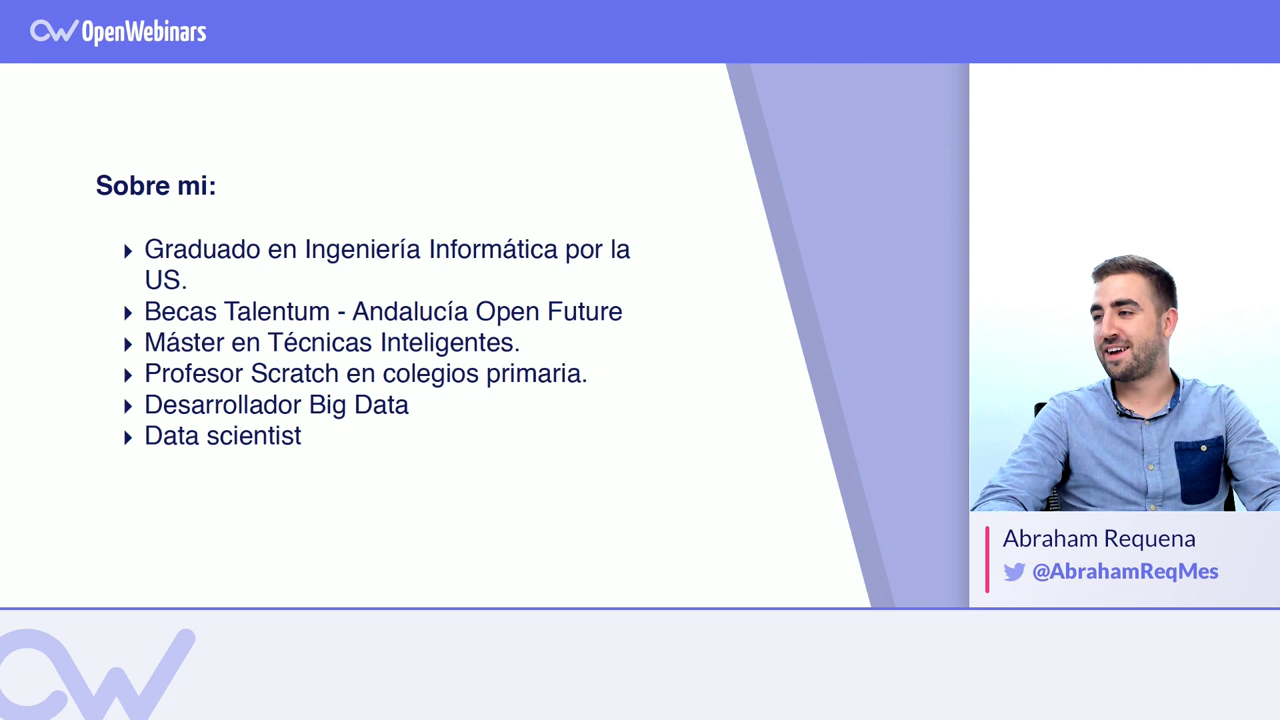 OpenWebinars
Sobre mi:
Graduado en Ingeniería Informática por la
US.
Becas Talentum - Andalucía Open Future
Máster en Técnicas Inteligentes.
Profesor Scratch en colegios primaria.
Desarrollador Big Data
Data scientist
Abraham Requena
@AbrahamReqMes